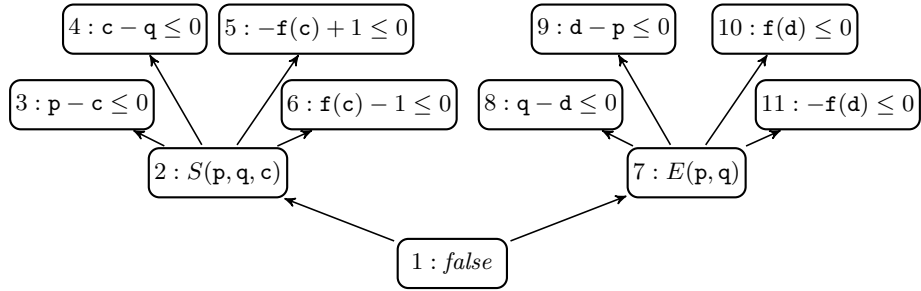 4 : c − q ≤ 0
5 : −f(c) + 1 ≤ 0
9 : d − p ≤ 0
10 : f(d) ≤ 0
3 : p − c ≤ 0
6 : f(c) − 1 ≤ 0
8 : q − d ≤ 0
11 : −f(d) ≤ 0
2 : S(p, q, c)
7 : E(p, q)
1 : false